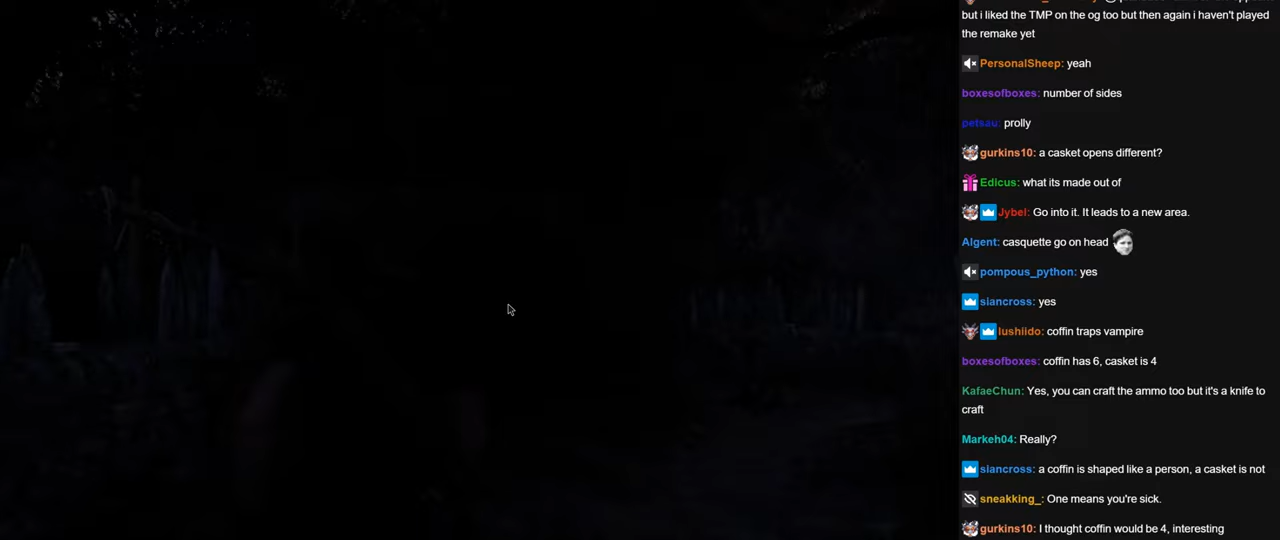 but i liked the TMP on the og too but then again i haven't played
the remake yet
PersonalSheep: yeah
boxesofboxes: number of sides
petsau: prolly
gurkins10: a casket opens different?
Edicus: what its made out of
Jybel: Go into it. It leads to a new area.
Algent: casquette go on head
pompous_python: yes
siancross: yes
lushiido: coffin traps vampire
boxesofboxes: coffin has 6, casket is 4
KafaeChun: Yes, you can craft the ammo too but it's a knife to
craft
Markeh04: Really?
siancross: a coffin is shaped like a person, a casket is not
sneakking_: One means you're sick.
gurkins10: I thought coffin would be 4, interesting